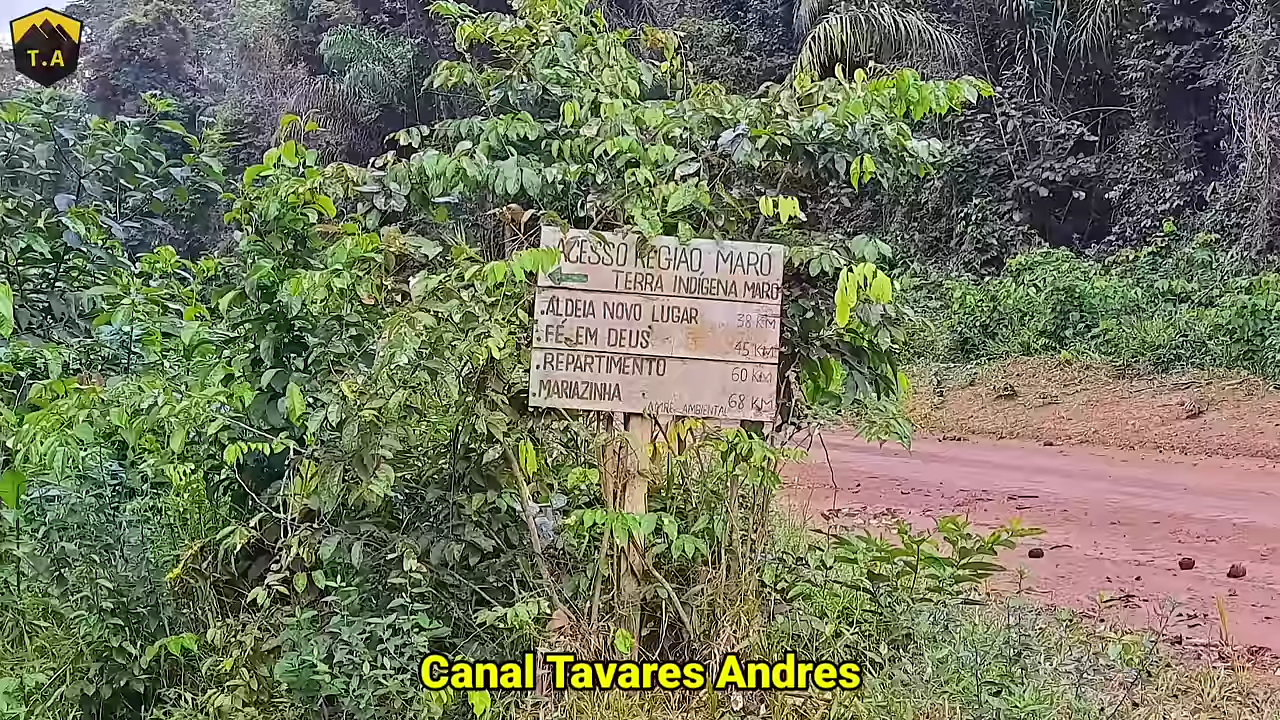 T.A
ACESSO REGIÃO, MARÓ
TERRA INDÍGENA MARÓ
.ALDEIA NOVO LUGAR 38 KM
.FÉ EM DEUS 45 KM
.REPARTIMENTO 60 KM
.MARIAZINHA 68 KM
AMBIENTAL
Canal Tavares Andres